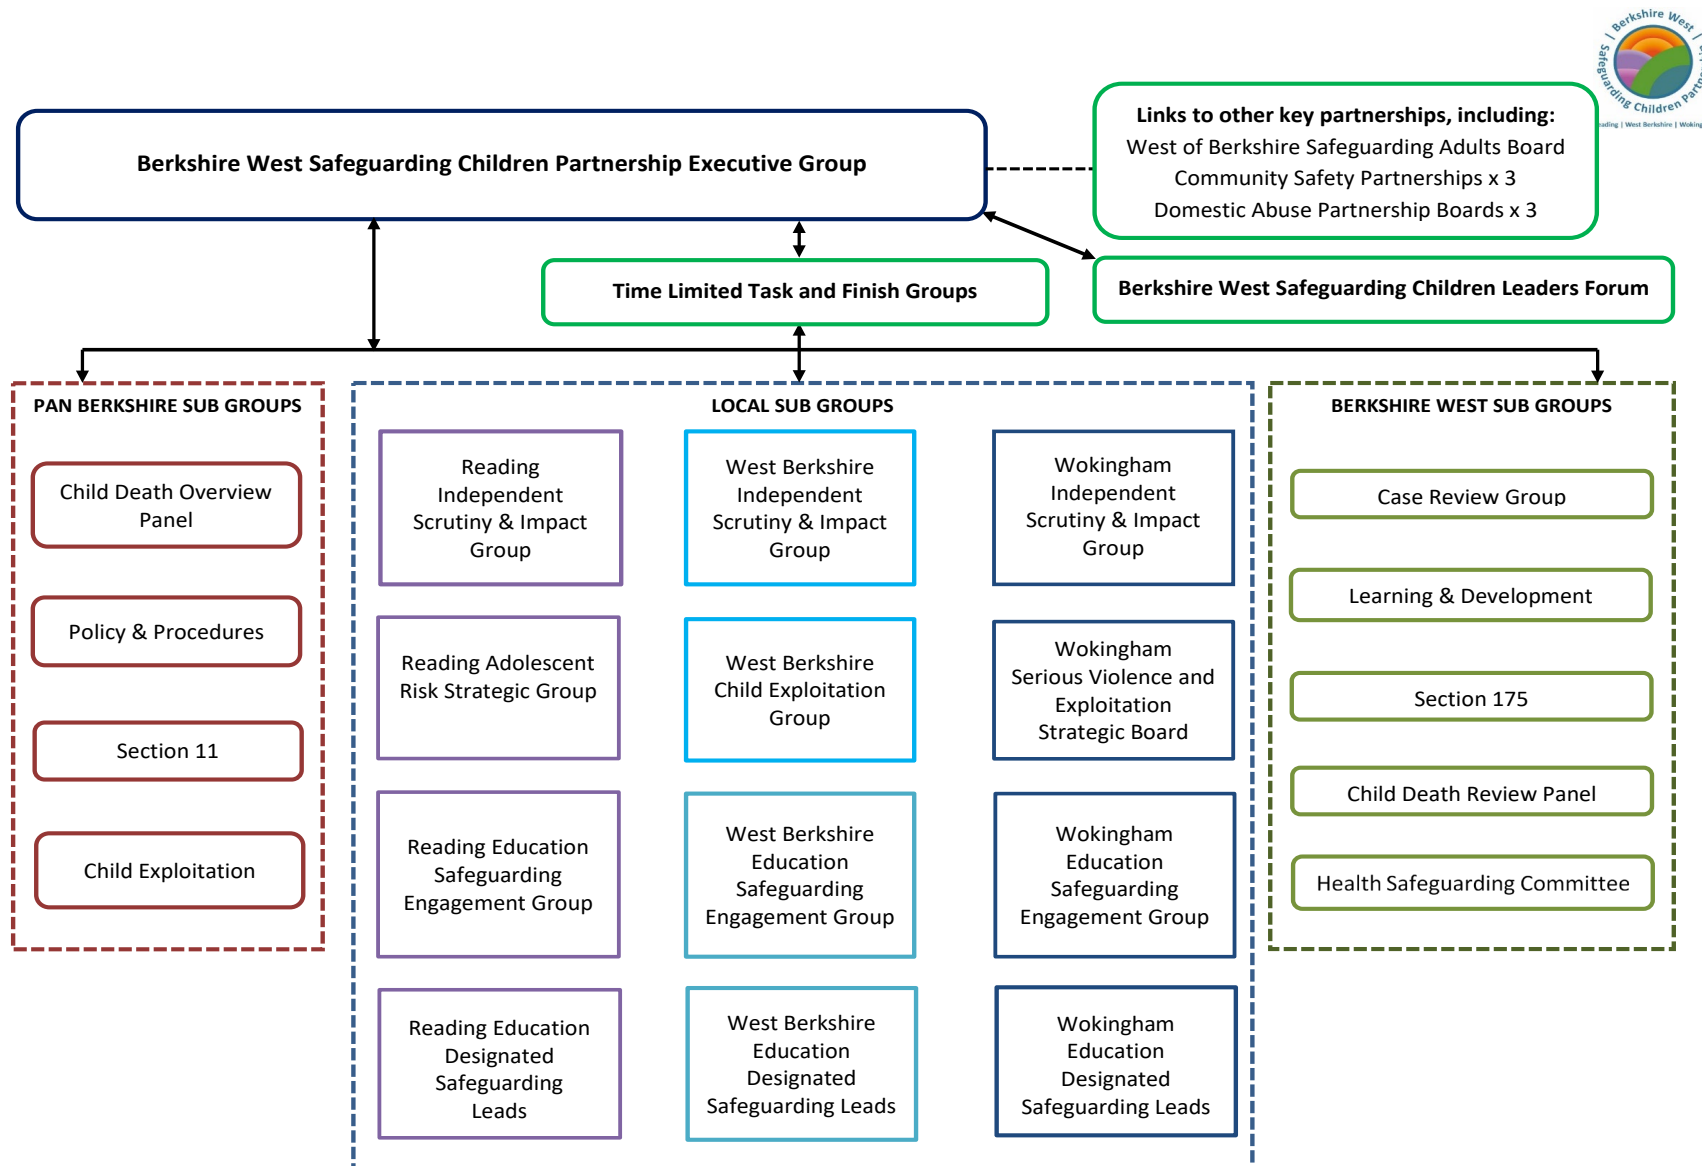 Berkshire West
Safeguarding Children
West Berkshire
Berkshire West Safeguarding Children Partnership Executive Group
Links to other key partnerships, including:
West of Berkshire Safeguarding Adults Board
Community Safety Partnerships x 3
Domestic Abuse Partnership Boards x 3
Time Limited Task and Finish Groups
Berkshire West Safeguarding Children Leaders Forum
PAN BERKSHIRE SUB GROUPS
Child Death Overview
Panel
Policy & Procedures
Section 11
Child Exploitation
LOCAL SUB GROUPS
Reading
Independent
Scrutiny & Impact
Group
West Berkshire
Independent
Scrutiny & Impact
Group
Wokingham
Independent
Scrutiny & Impact
Group
Reading Adolescent
Risk Strategic Group
West Berkshire
Child Exploitation
Group
Wokingham
Serious Violence and
Exploitation
Strategic Board
Reading Education
Safeguarding
Engagement Group
West Berkshire
Education
Safeguarding
Engagement Group
Wokingham
Education
Safeguarding
Engagement Group
Reading Education
Designated
Safeguarding
Leads
West Berkshire
Education
Designated
Safeguarding Leads
Wokingham
Education
Designated
Safeguarding Leads
BERKSHIRE WEST SUB GROUPS
Case Review Group
Learning & Development
Section 175
Child Death Review Panel
Health Safeguarding Committee